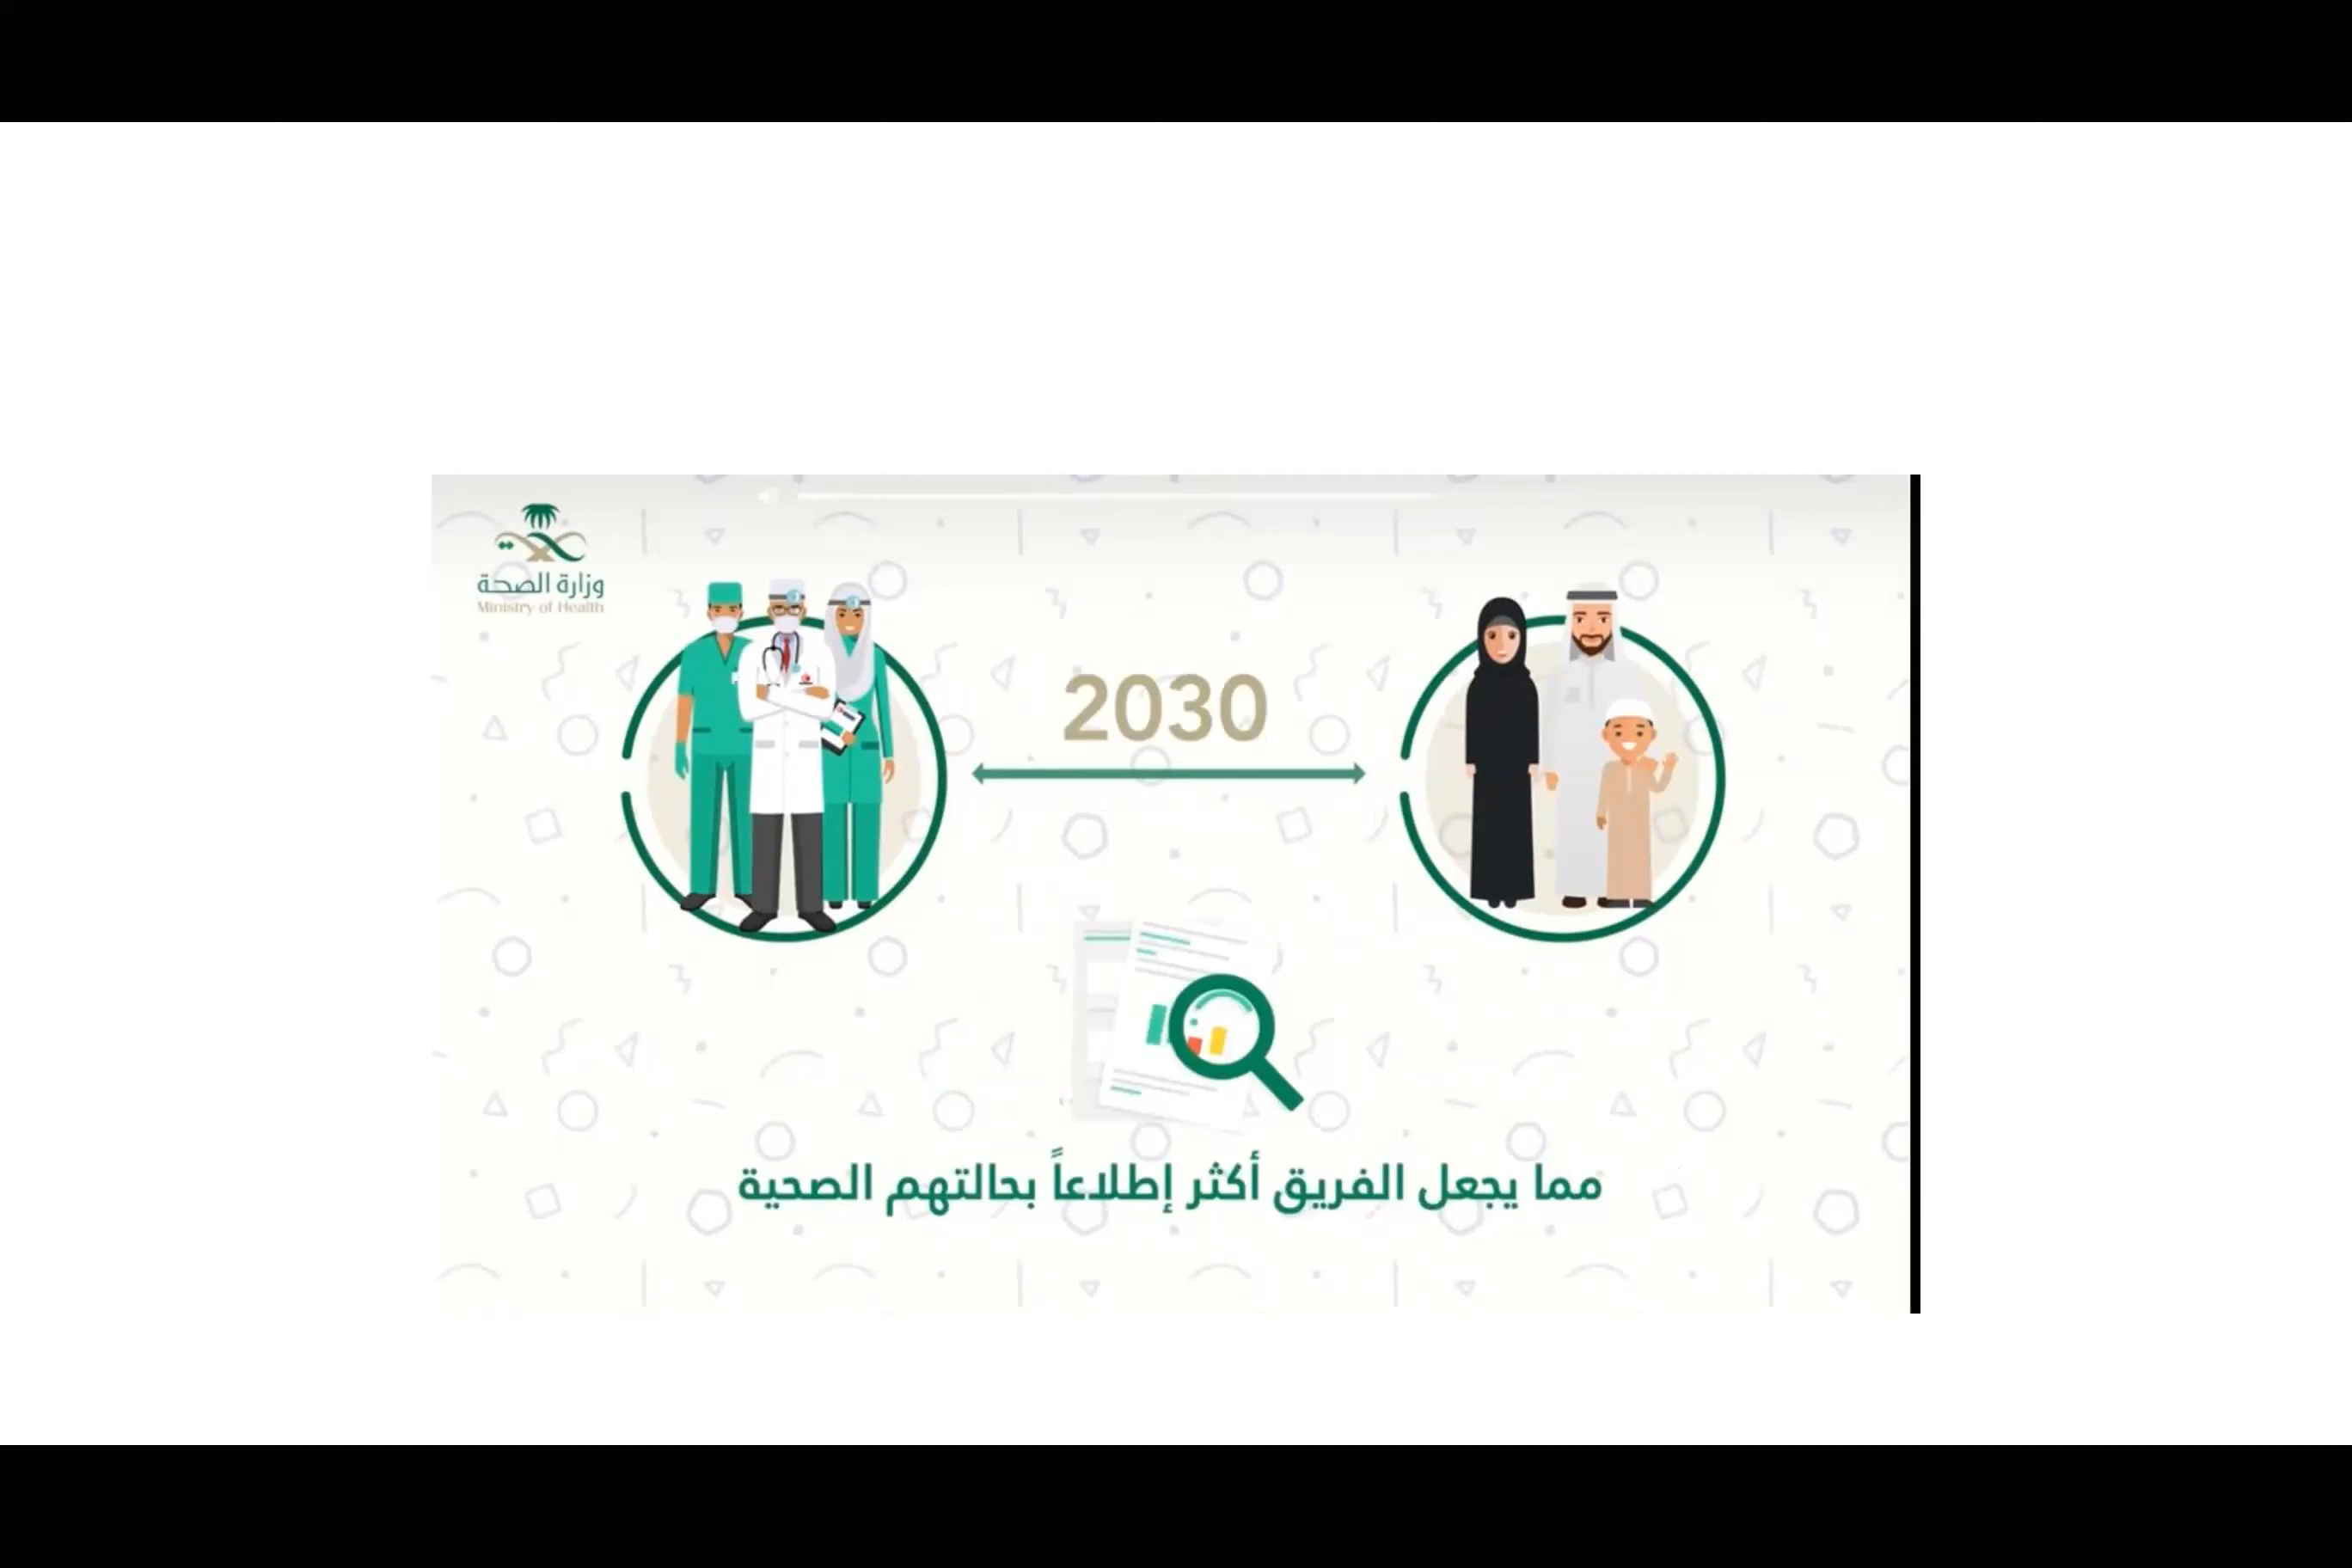 وزارة الصحة
Ministry of Health
2030
مما يجعل الفريق أكثر إطلاعاً بحالتهم الصحية